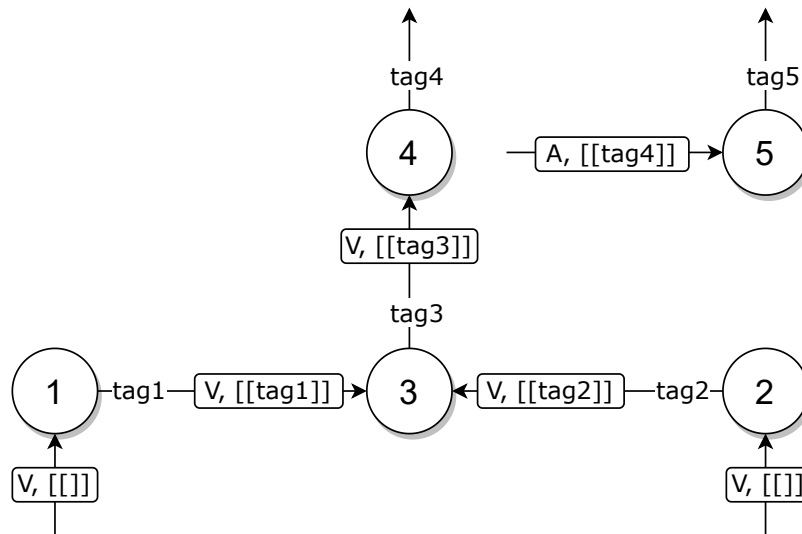 tag4
tag5
4
A, [[tag4]]
5
V, [[tag3]]
tag3
1
tag1
V, [[tag1]]
3
V, [[tag2]]
tag2
2
V, [[]]
V, [[]]